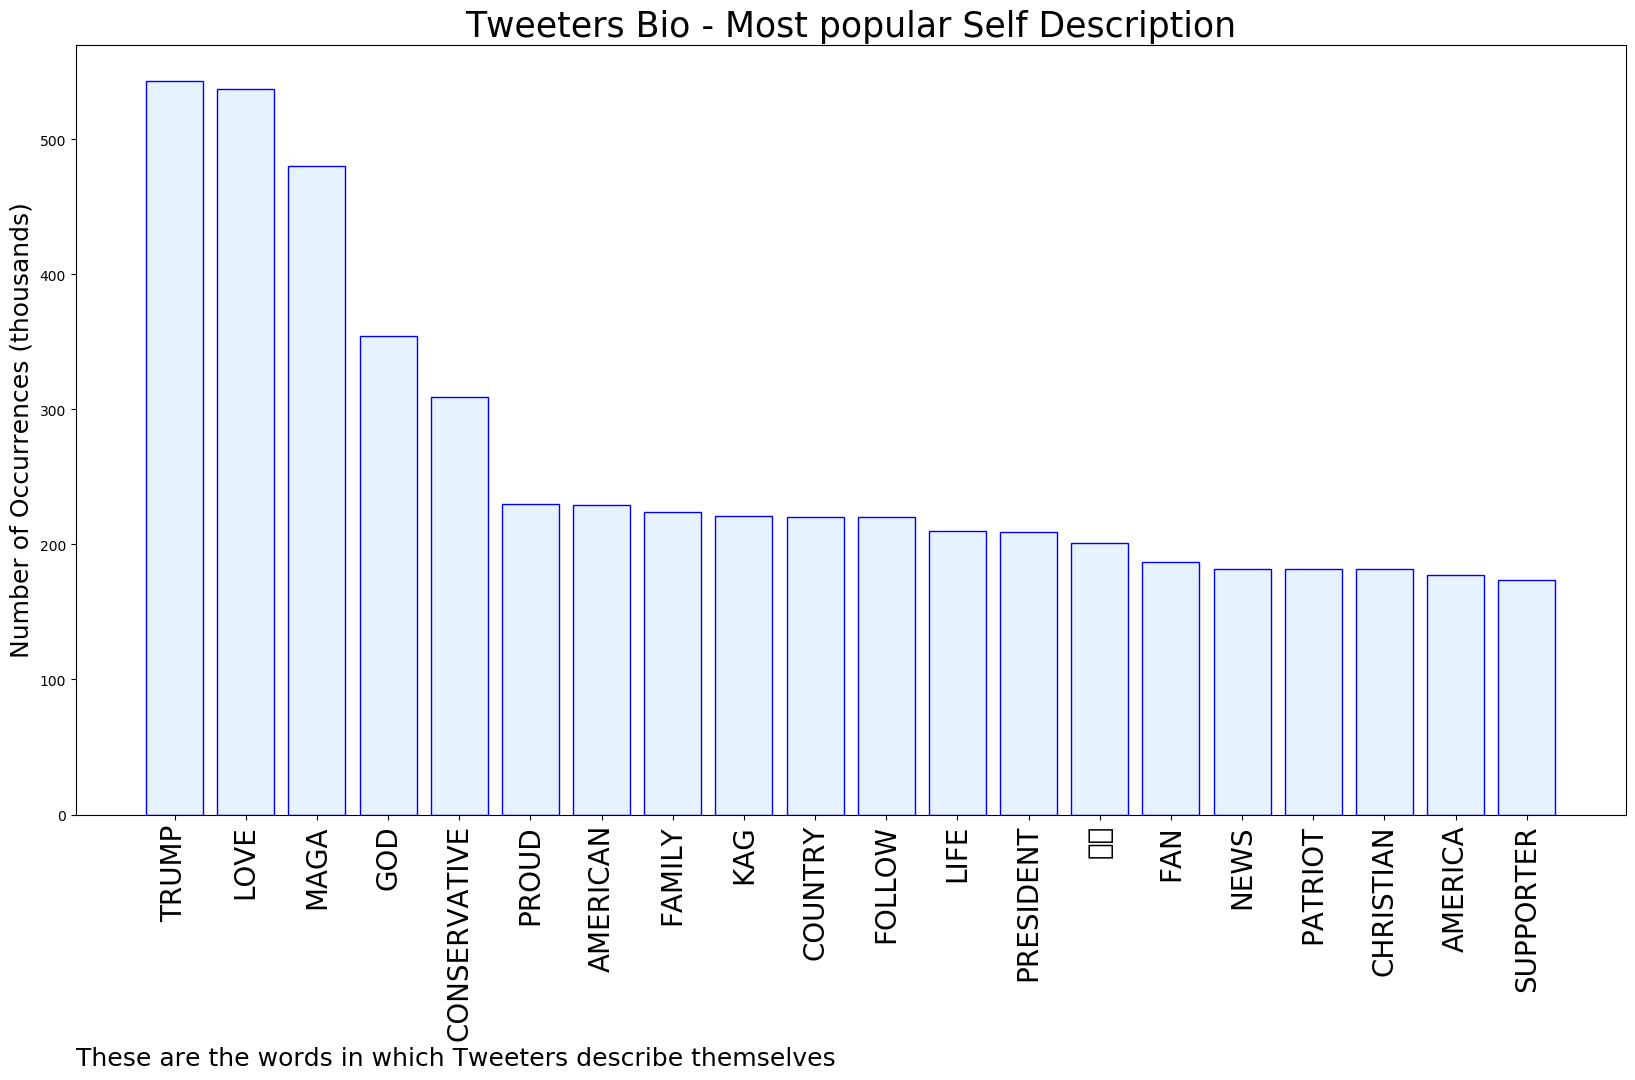 Tweeters Bio - Most popular Self Description
Number of Occurrences (thousands)
500
400
300
200
100
0
TRUMP
LOVE
MAGA
GOD
CONSERVATIVE
PROUD
AMERICAN
FAMILY
KAG
COUNTRY
FOLLOW
LIFE
PRESIDENT
FAN
NEWS
PATRIOT
CHRISTIAN
AMERICA
SUPPORTER
These are the words in which Tweeters describe themselves